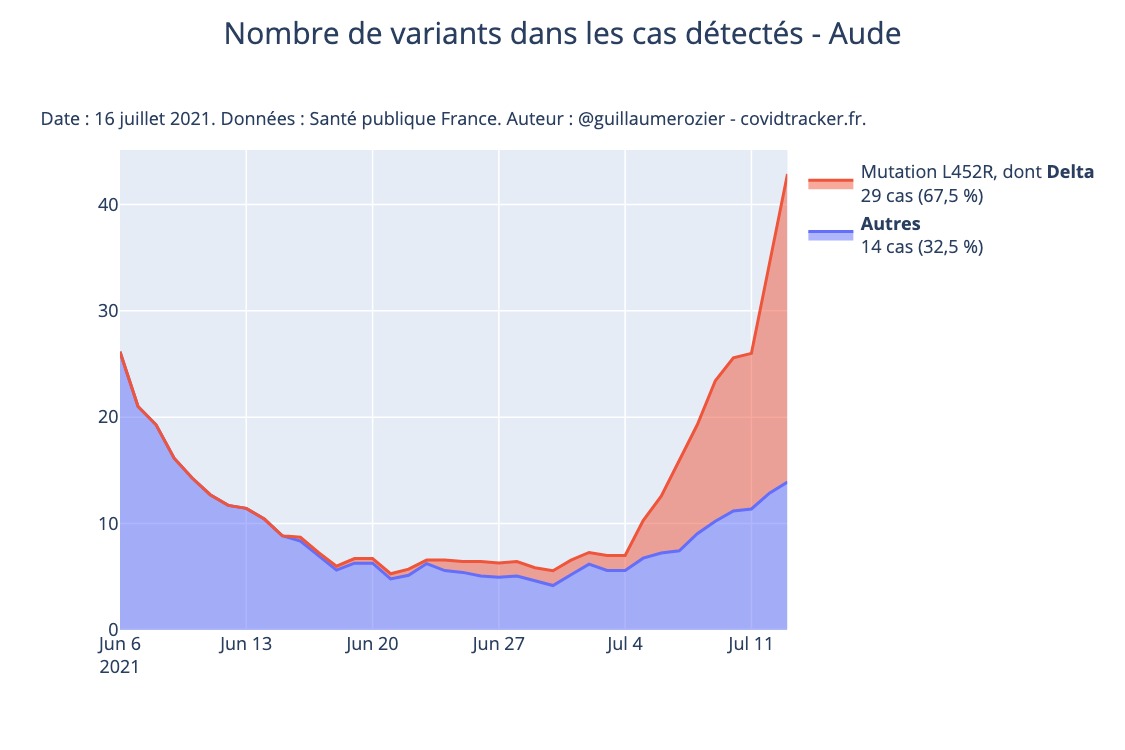 Nombre de variants dans les cas détectés - Aude
Date : 16 juillet 2021. Données : Santé publique France. Auteur : @guillaumerozier - covidtracker.fr.
Mutation L452R, dont Delta
29 cas (67,5 %)
Autres
14 cas (32,5 %)
40
30
20
10
0
Jun 6
2021
Jun 13
Jun 20
Jun 27
Jul 4
Jul 11